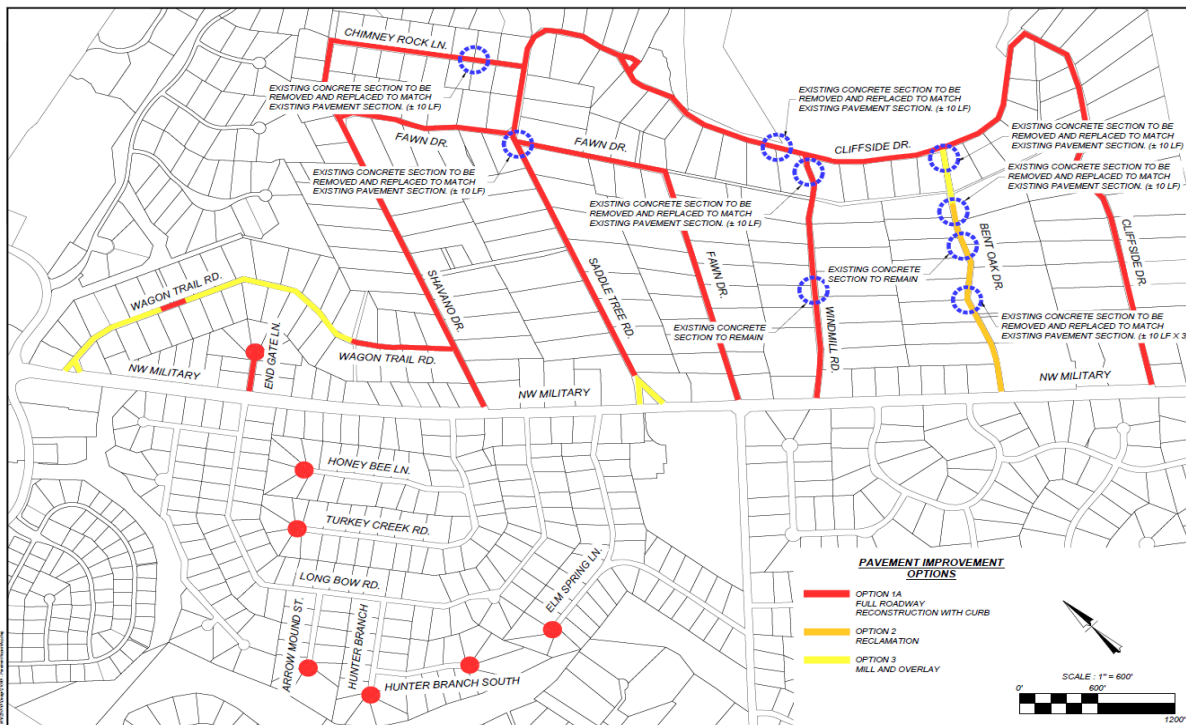 CHIMNEY ROCK LN.
EXISTING CONCRETE SECTION TO BE
REMOVED AND REPLACED TO MATCH
EXISTING PAVEMENT SECTION. (± 10 LF)
EXISTING CONCRETE SECTION TO BE
REMOVED AND REPLACED TO MATCH
EXISTING PAVEMENT SECTION. (± 10 LF)
CLIFFSIDE DR.
EXISTING CONCRETE SECTION TO BE
REMOVED AND REPLACED TO MATCH
EXISTING PAVEMENT SECTION. (± 10 LF)
FAWN DR.
FAWN DR.
EXISTING CONCRETE SECTION TO BE
REMOVED AND REPLACED TO MATCH
EXISTING PAVEMENT SECTION. (± 10 LF)
EXISTING CONCRETE SECTION TO BE
REMOVED AND REPLACED TO MATCH
EXISTING PAVEMENT SECTION. (± 10 LF)
EXISTING CONCRETE SECTION TO BE
REMOVED AND REPLACED TO MATCH
EXISTING PAVEMENT SECTION. (± 10 LF)
BENT OAK DR.
CLIFFSIDE DR.
WAGON TRAIL RD.
SHAVANO DR.
SADDLE TREE RD.
FAWN DR.
EXISTING CONCRETE
SECTION TO REMAIN
EXISTING CONCRETE
SECTION TO REMAIN
WINDMILL RD.
EXISTING CONCRETE SECTION TO BE
REMOVED AND REPLACED TO MATCH
EXISTING PAVEMENT SECTION. (± 10 LF X 3
END GATE LN.
WAGON TRAIL RD.
NW MILITARY
NW MILITARY
NW MILITARY
HONEY BEE LN.
TURKEY CREEK RD.
LONG BOW RD.
ELM SPRING LN.
ARROW MOUND ST.
HUNTER BRANCH
HUNTER BRANCH SOUTH
PAVEMENT IMPROVEMENT
OPTIONS
OPTION 1A
FULL ROADWAY
RECONSTRUCTION WITH CURB
OPTION 2
RECLAMATION
OPTION 3
MILL AND OVERLAY
SCALE : 1" = 600'
0' 600'
1200'